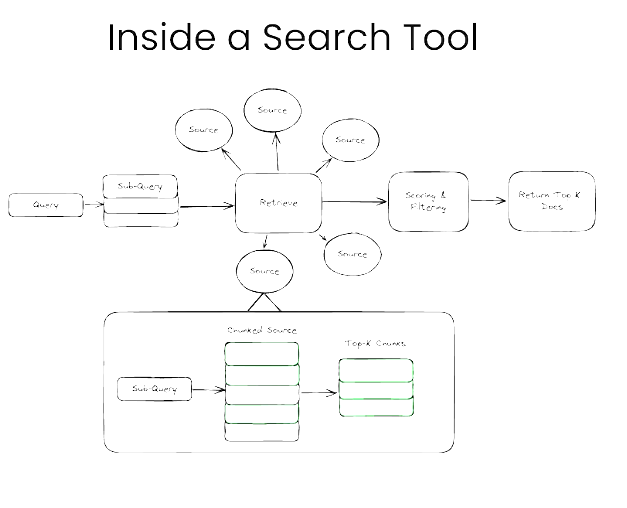 Inside a Search Tool
Source
Source
Source
Sub-Query
Query
Retrieve
Scoring &
Filtering
Return Top K
Docs
Source
Source
Chunked Source
Top-K Chunks
Sub-Query